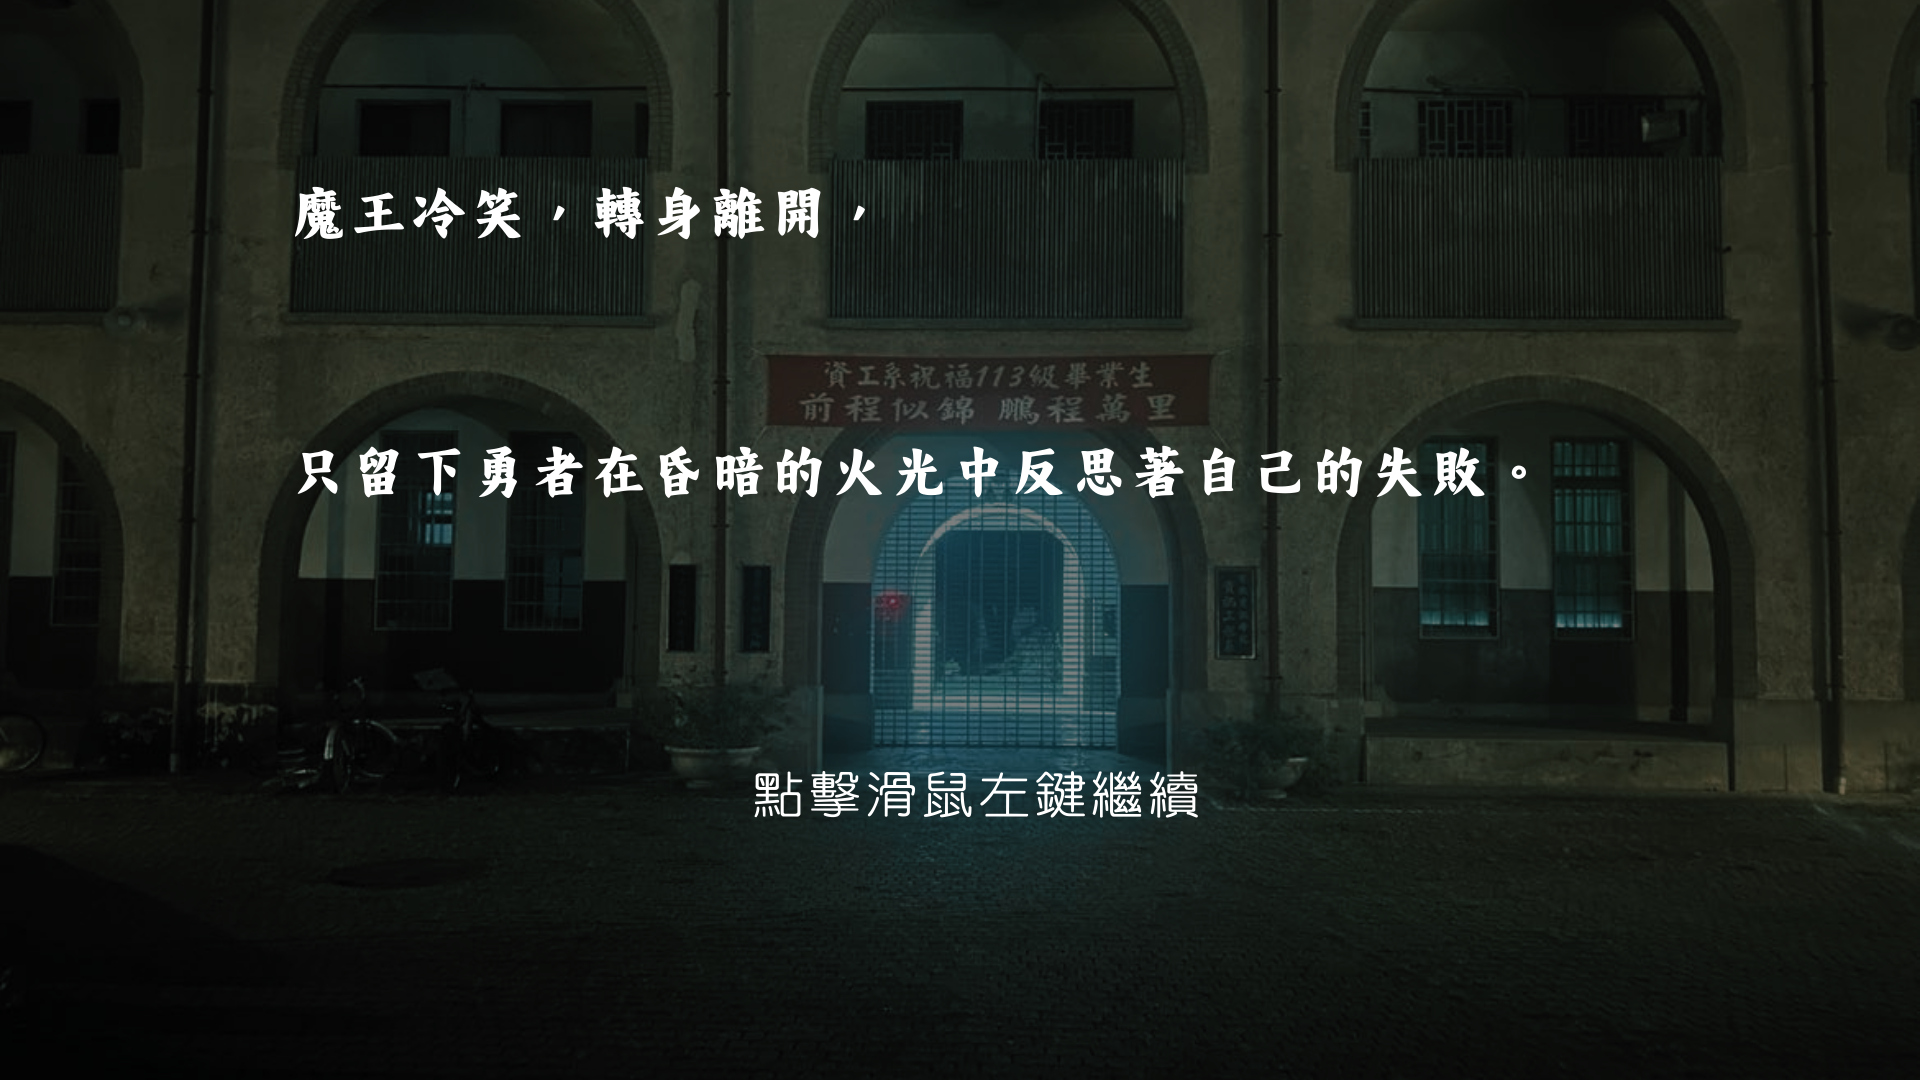 魔王冷笑，轉身離開，
資工系祝福113級畢業生
前程似錦 鵬程萬里
只留下勇者在昏暗的火光中反思著自己的失敗。
點擊滑鼠左鍵繼續